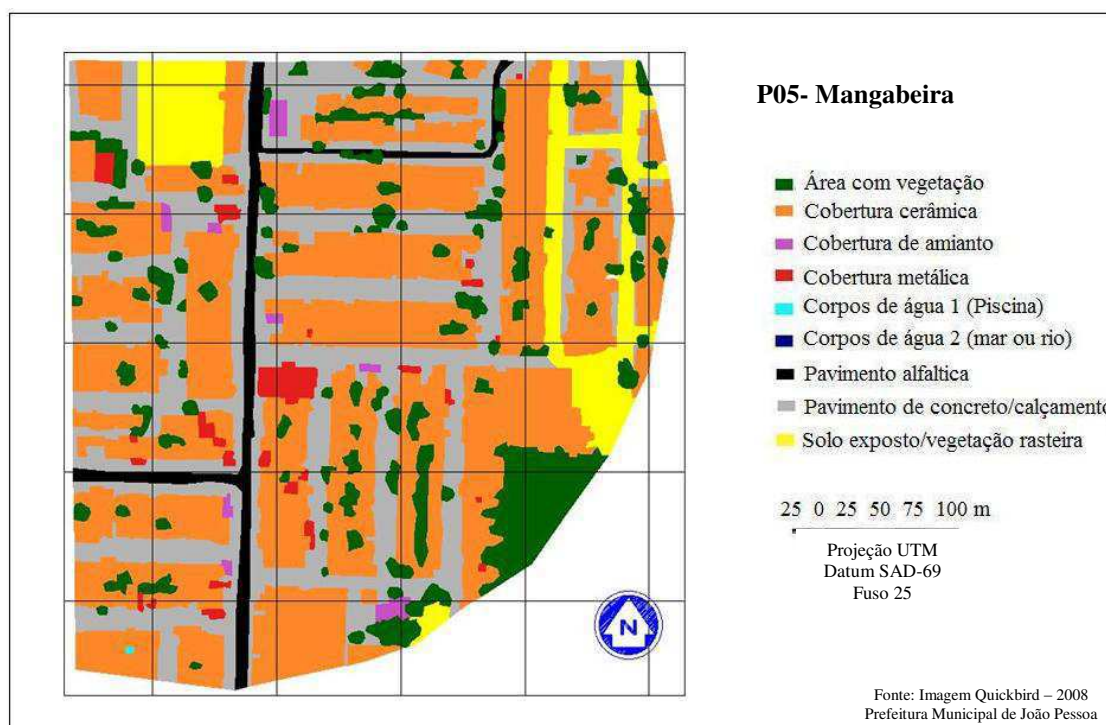 P05- Mangabeira
Área com vegetação
Cobertura cerâmica
Cobertura de amianto
Cobertura metálica
Corpos de água 1 (Piscina)
Corpos de água 2 (mar ou rio)
Pavimento alfaltica
Pavimento de concreto/calçamento
Solo exposto/vegetação rasteira
25 0 25 50 75 100 m
Projeção UTM
Datum SAD-69
Fuso 25
N
Fonte: Imagem Quickbird – 2008
Prefeitura Municipal de João Pessoa